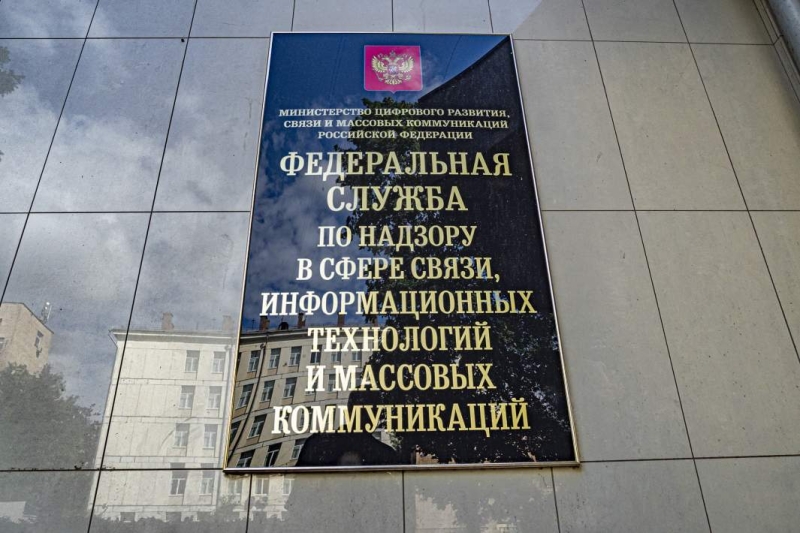 МИНИСТЕРСТВО ЦИФРОВОГО РАЗВИТИЯ,
СВЯЗИ И МАССОВЫХ КОММУНИКАЦИЙ
РОССИЙСКОЙ ФЕДЕРАЦИИ
ФЕДЕРАЛЬНАЯ
СЛУЖБА
ПО НАДЗОРУ
В СФЕРЕ СВЯЗИ,
ИНФОРМАЦИОННЫХ
ТЕХНОЛОГИЙ
И МАССОВЫХ
КОММУНИКАЦИЙ